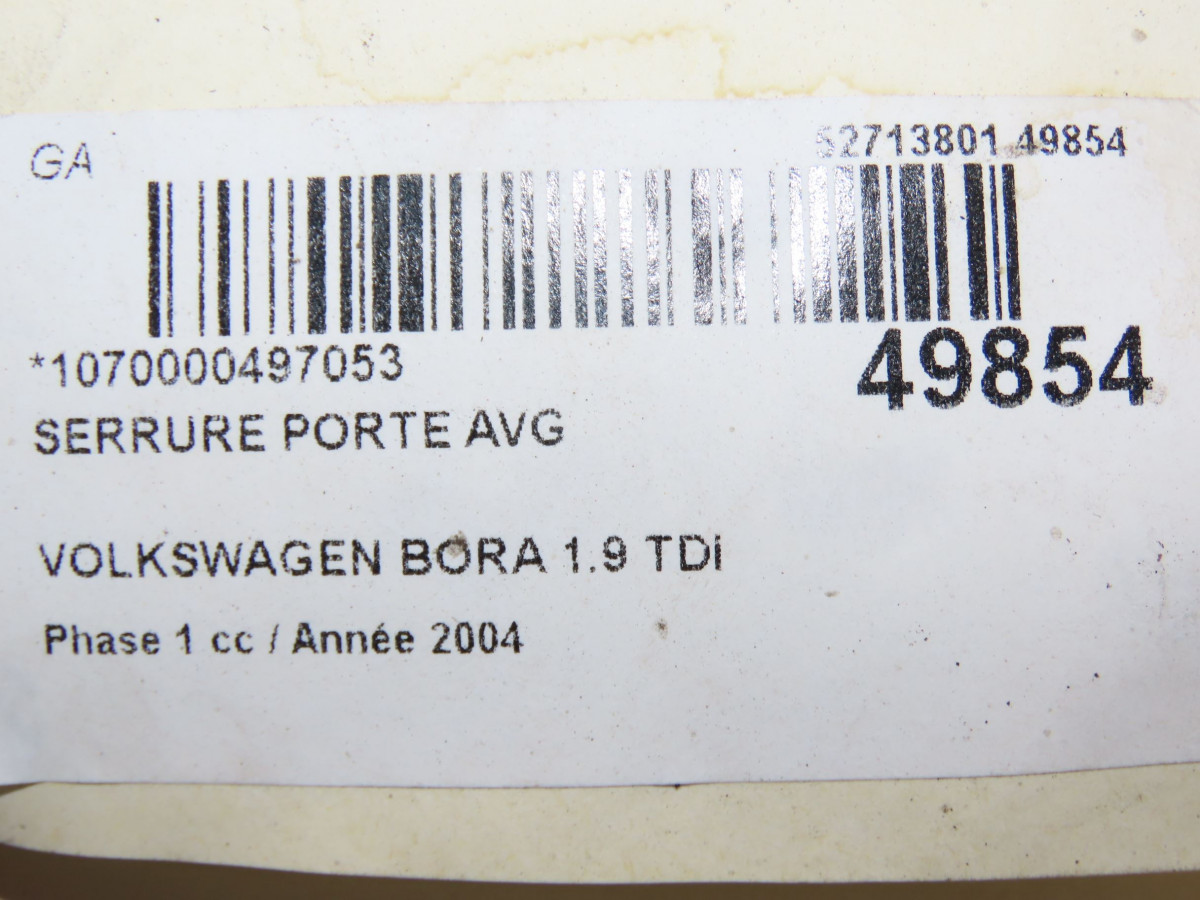 GA
52713801 49854
*1070000497053
49854
SERRURE PORTE AVG
VOLKSWAGEN BORA 1.9 TDi
Phase 1 cc / Année 2004